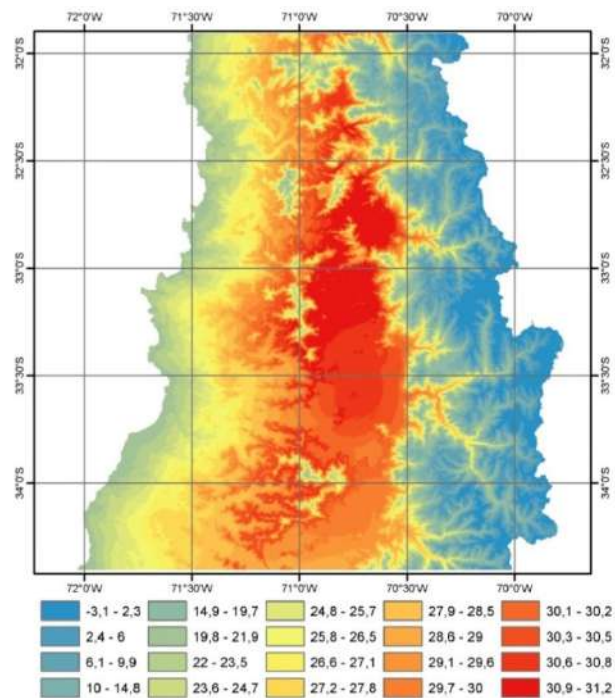 72°0'W 71°30'W 71°0'W 70°30'W 70°0'W
32°0'S 32°0'S
32°30'S 32°30'S
33°0'S 33°0'S
33°30'S 33°30'S
34°0'S 34°0'S
72°0'W 71°30'W 71°0'W 70°30'W 70°0'W
-3,1 - 2,3 14,9 - 19,7 24,8 - 25,7 27,9 - 28,5 30,1 - 30,2
2,4 - 6 19,8 - 21,9 25,8 - 26,5 28,6 - 29 30,3 - 30,5
6,1 - 9,9 22 - 23,5 26,6 - 27,1 29,1 - 29,6 30,6 - 30,8
10 - 14,8 23,6 - 24,7 27,2 - 27,8 29,7 - 30 30,9 - 31,3